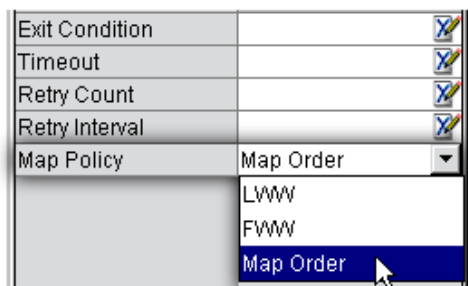 Exit Condition
Timeout
Retry Count
Retry Interval
Map Policy Map Order
LWW
FWW
Map Order